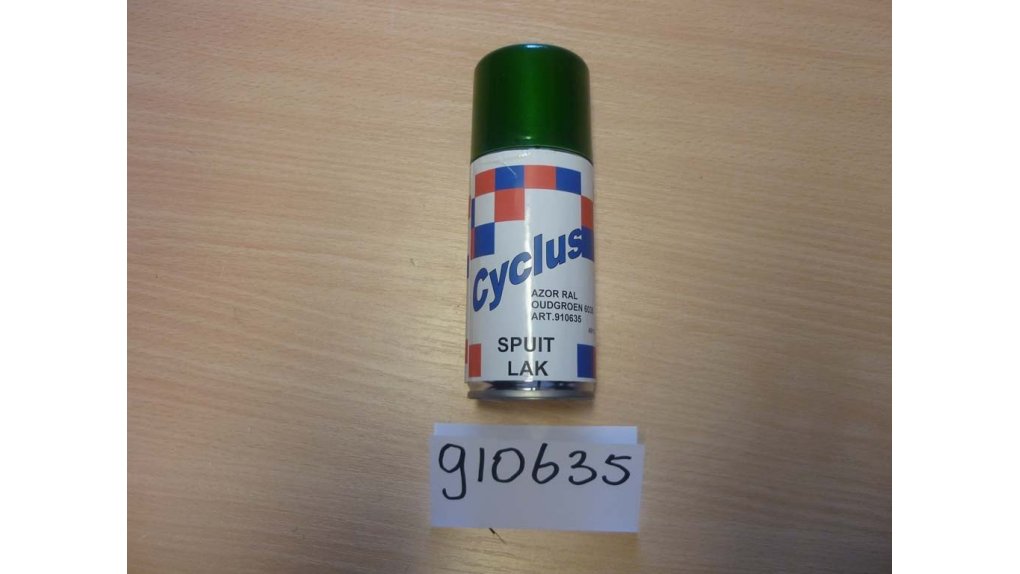 Cyclus
AZOR RAL
OUDGROEN
ART.910635
SPUIT
LAK
910635